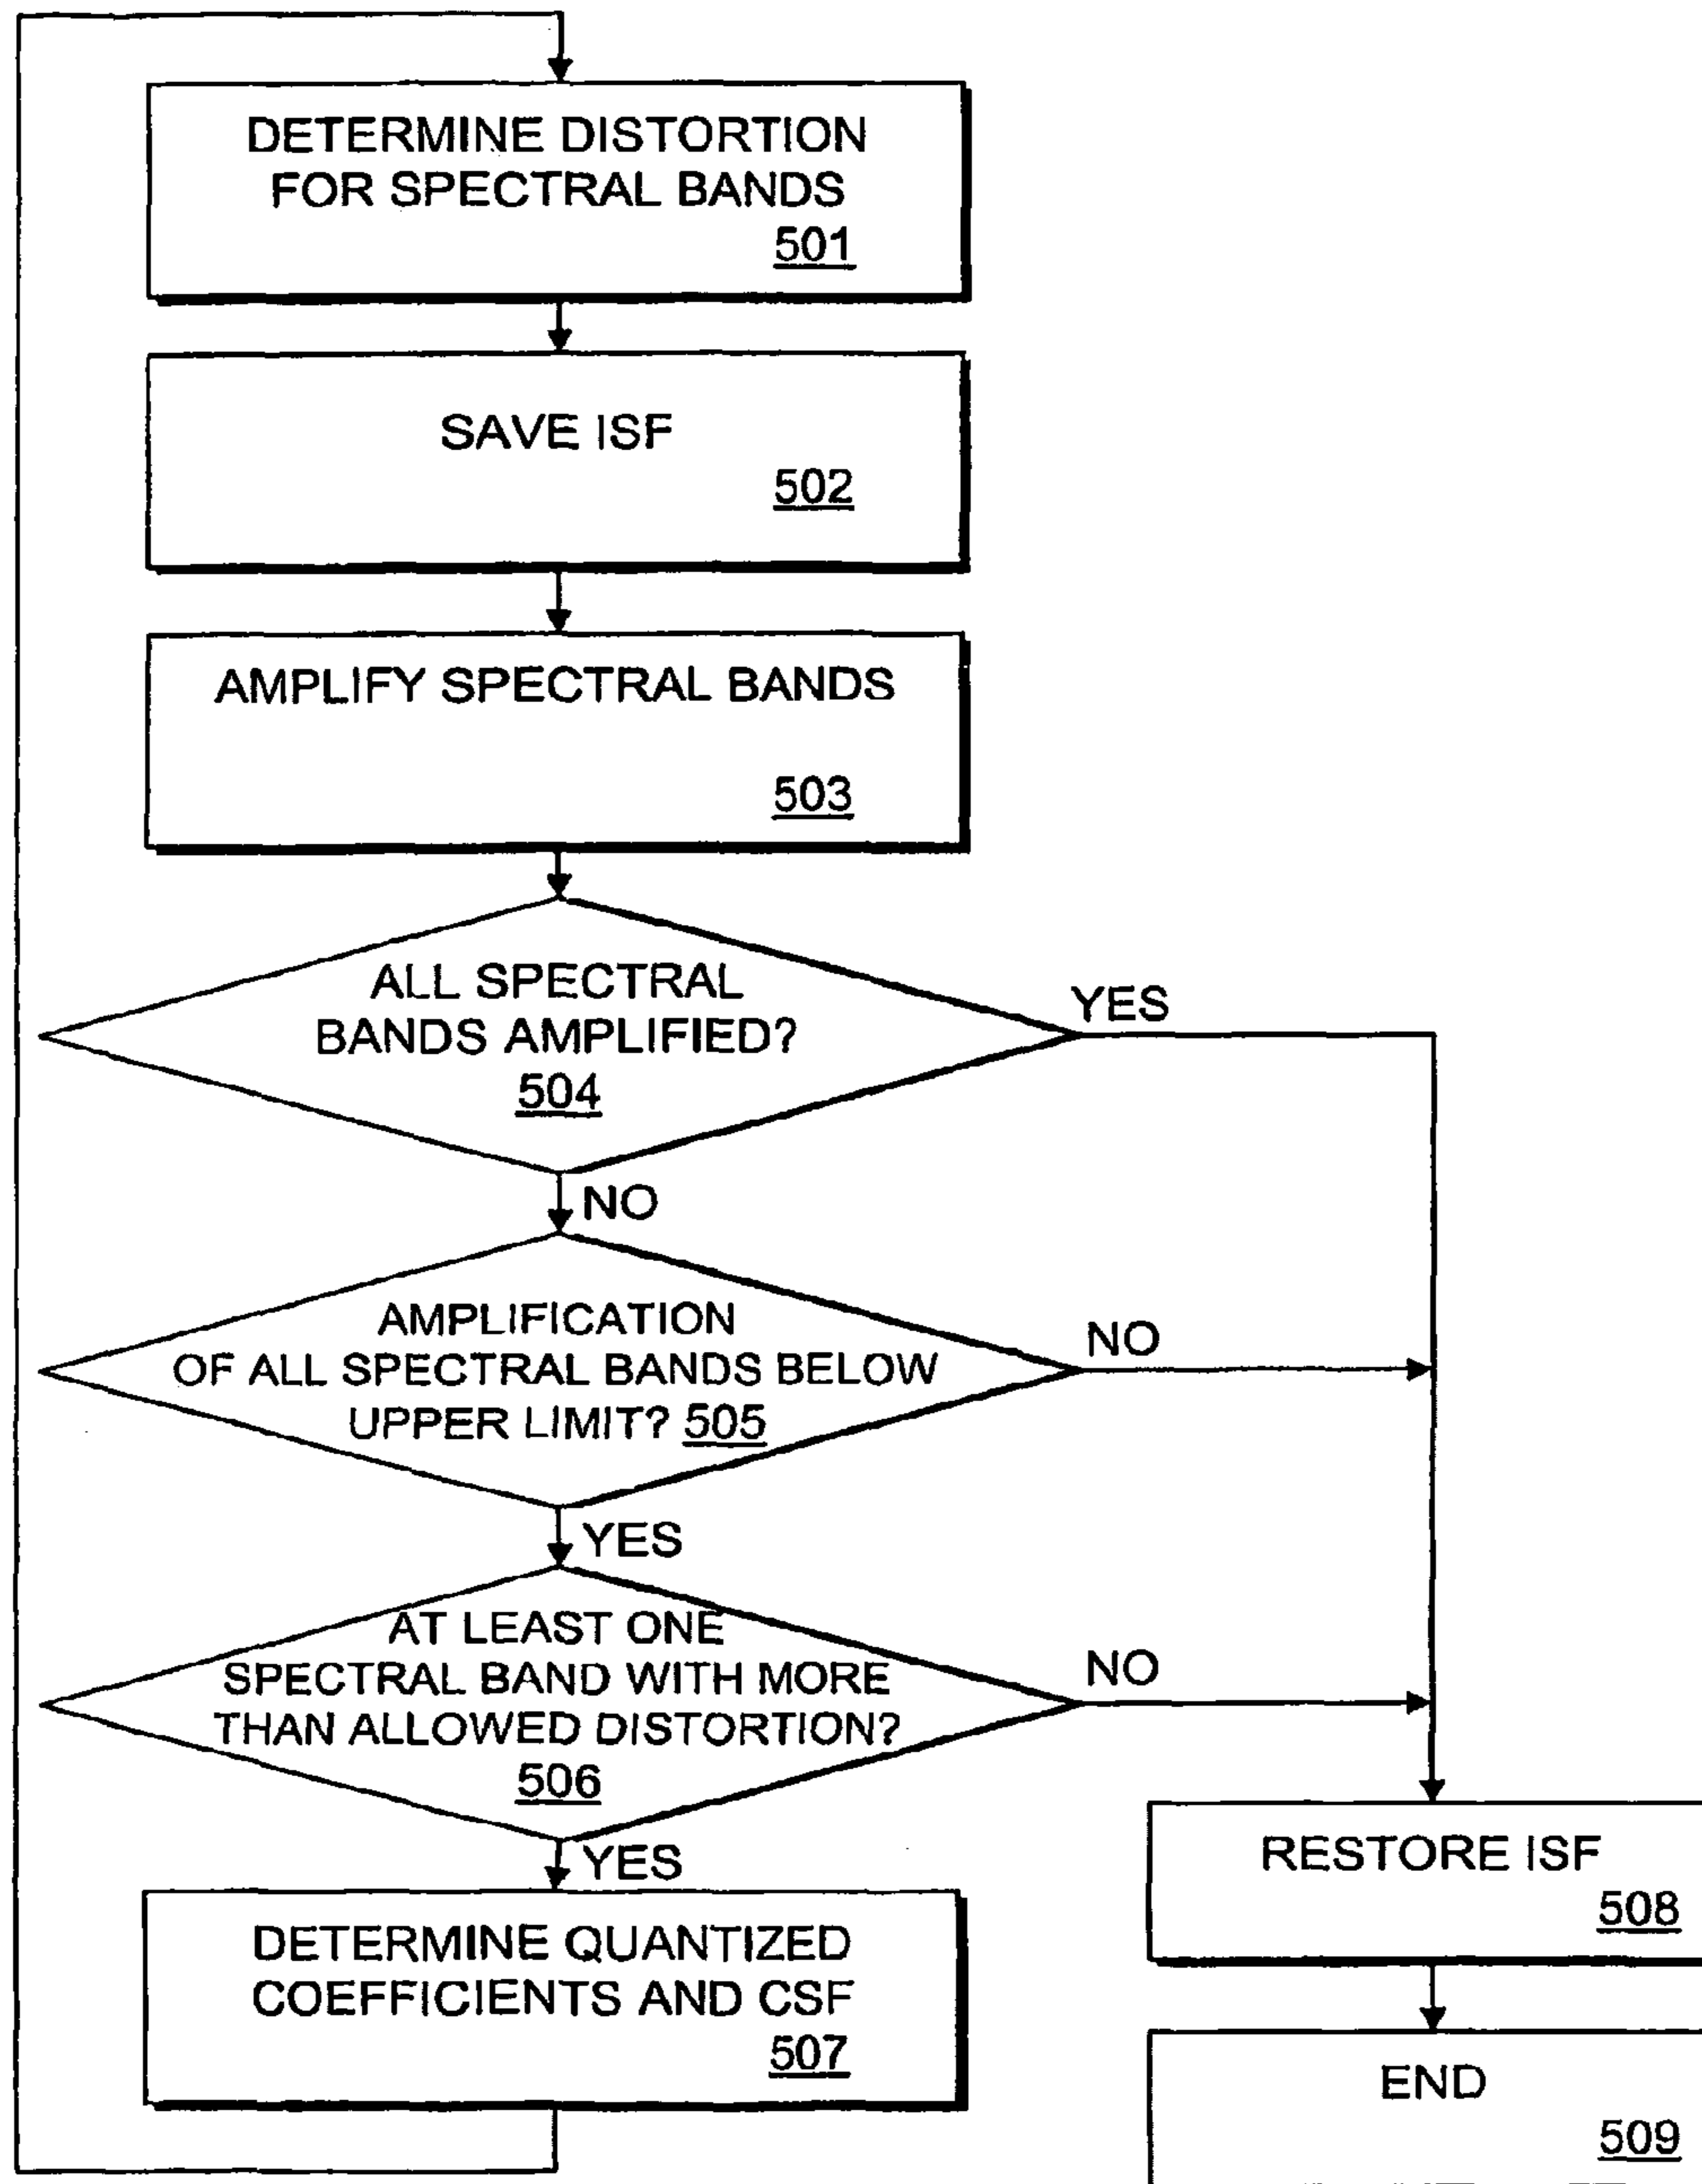 DETERMINE DISTORTION
FOR SPECTRAL BANDS
501
SAVE ISF
502
AMPLIFY SPECTRAL BANDS
503
ALL SPECTRAL
BANDS AMPLIFIED?
504
YES
NO
AMPLIFICATION
OF ALL SPECTRAL BANDS BELOW
UPPER LIMIT? 505
NO
YES
AT LEAST ONE
SPECTRAL BAND WITH MORE
THAN ALLOWED DISTORTION?
506
NO
YES
DETERMINE QUANTIZED
COEFFICIENTS AND CSF
507
RESTORE ISF
508
END
509